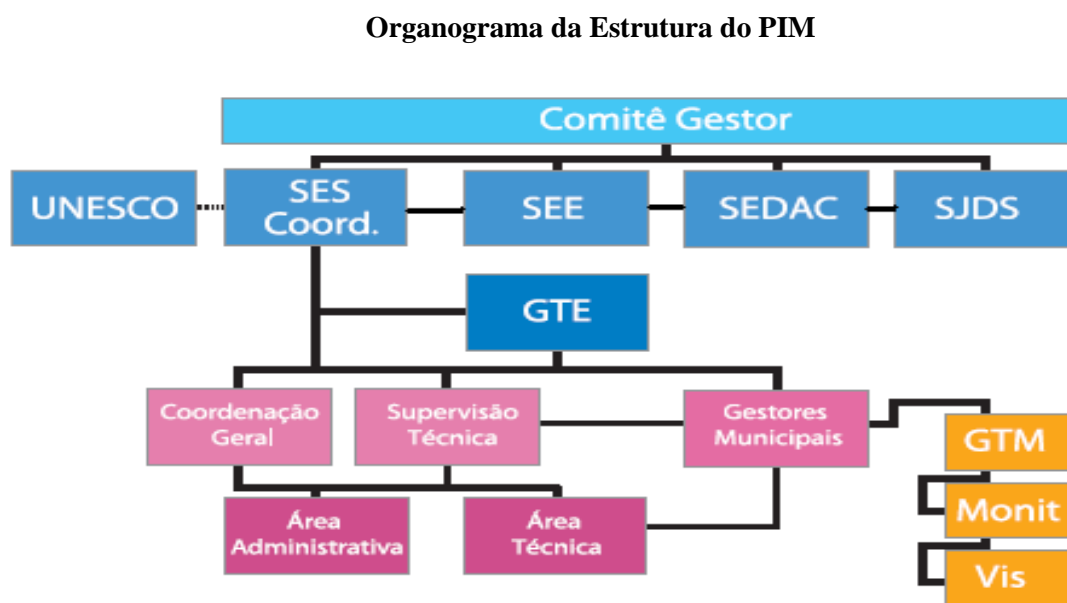 Organograma da Estrutura do PIM
Comitê Gestor
UNESCO
SES
Coord.
SEE
SEDAC
SJDS
GTE
Coordenação
Geral
Supervisão
Técnica
Gestores
Municipais
GTM
Monit
Vis
Área
Administrativa
Área
Técnica